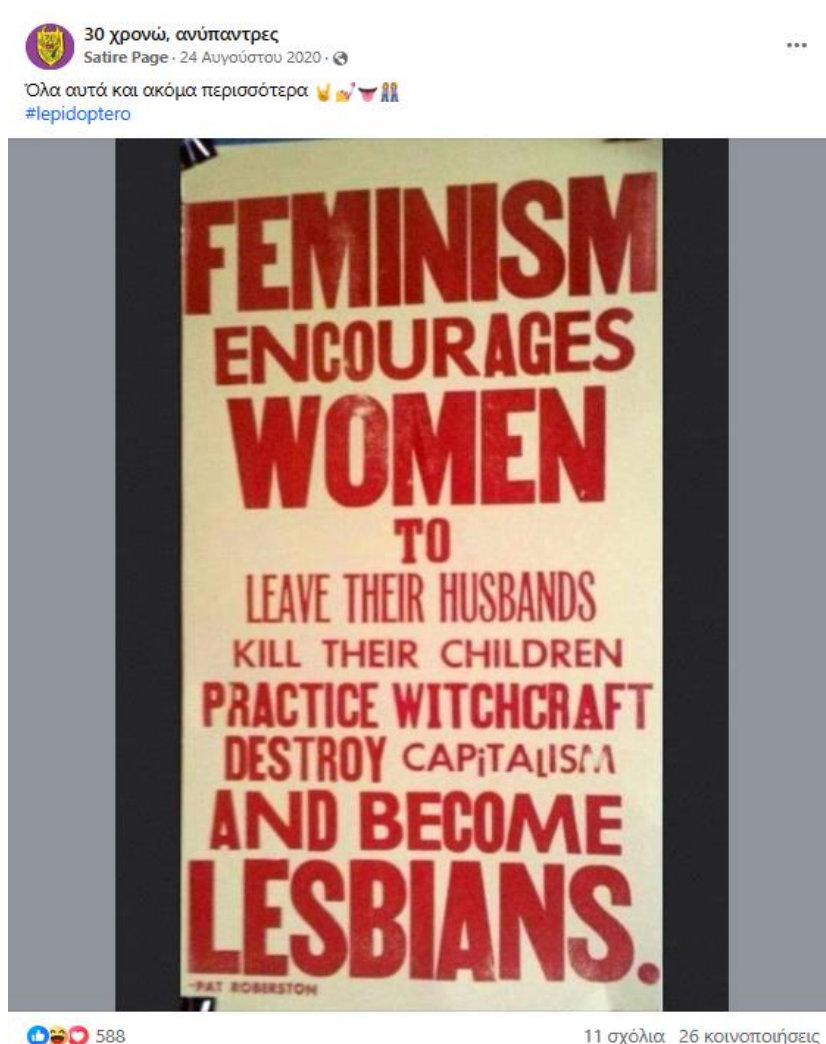 30 χρονώ, ανύπαντρες
Satire Page · 24 Αυγούστου 2020 ·
Όλα αυτά και ακόμα περισσότερα
#lepidoptero
FEMINISM
ENCOURAGES
WOMEN
TO
LEAVE THEIR HUSBANDS
KILL THEIR CHILDREN
PRACTICE WITCHCRAFT
DESTROY CAPiTALISM
AND BECOME
LESBIANS.
-PAT ROBERSTON
588
11 σχόλια 26 κοινοποιήσεις